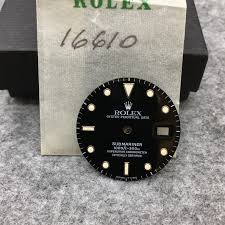 ROLEX
16610
ROLEX
OYSTER PERPETUAL DATE
SUBMARINER
1000ft=300m
SUPERLATIVE CHRONOMETER
OFFICIALLY CERTIFIED